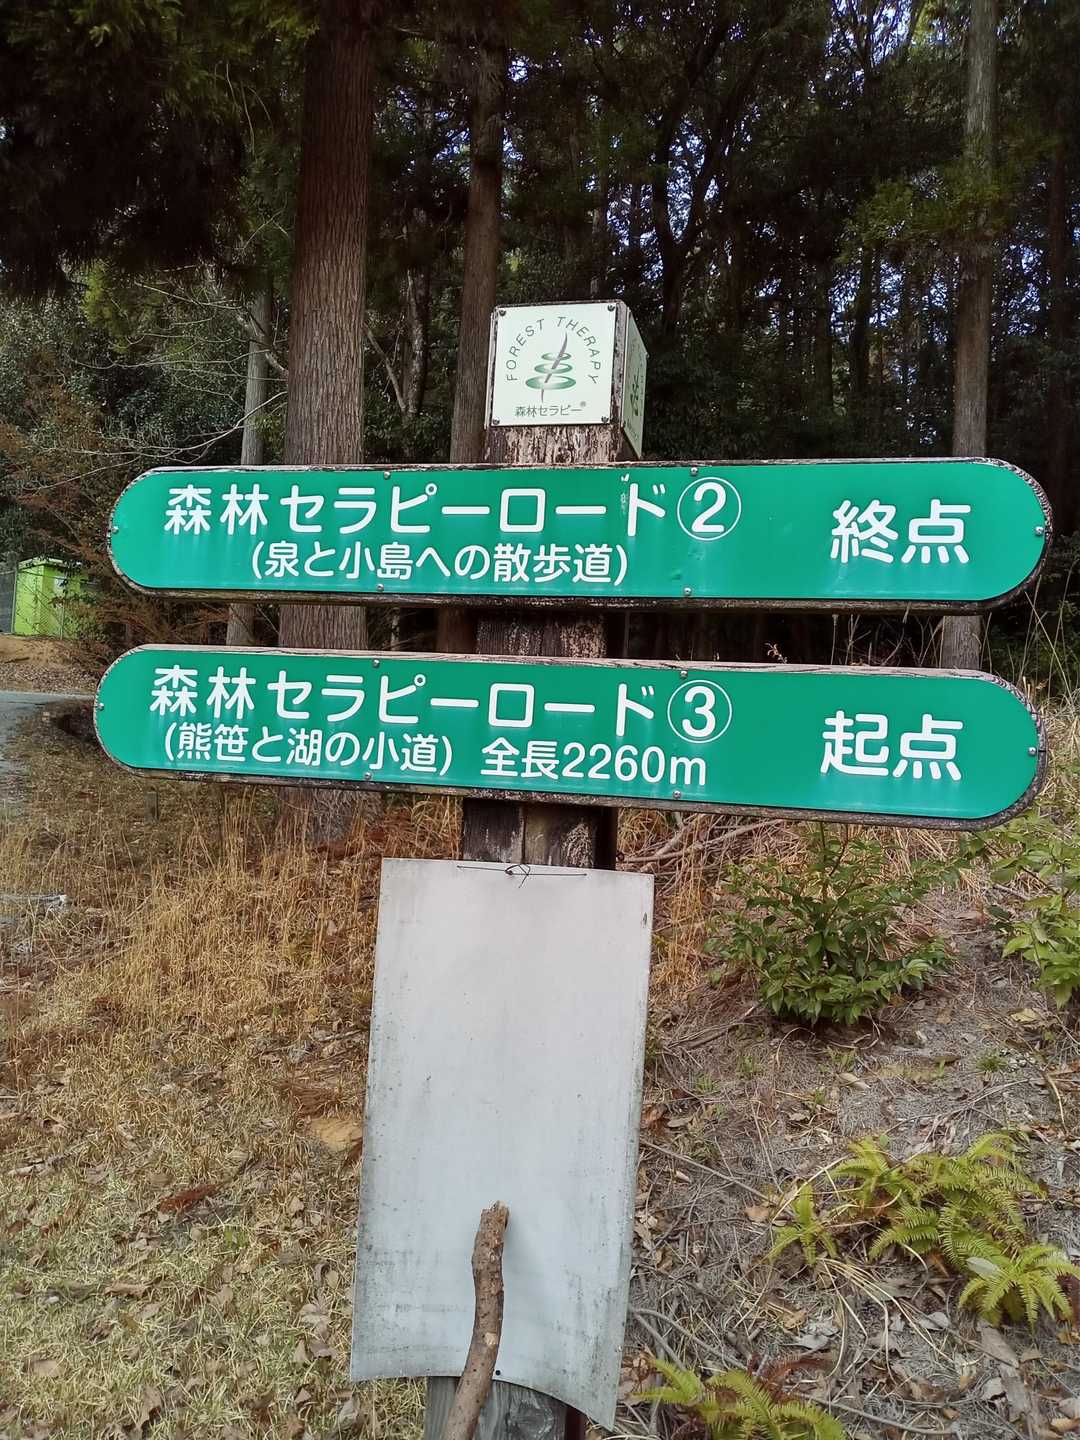 FOREST THERAPY
森林セラピー®
森林セラピーロード② 終点
(泉と小島への散歩道)
森林セラピーロード③ 起点
(熊笹と湖の小道) 全長2260m